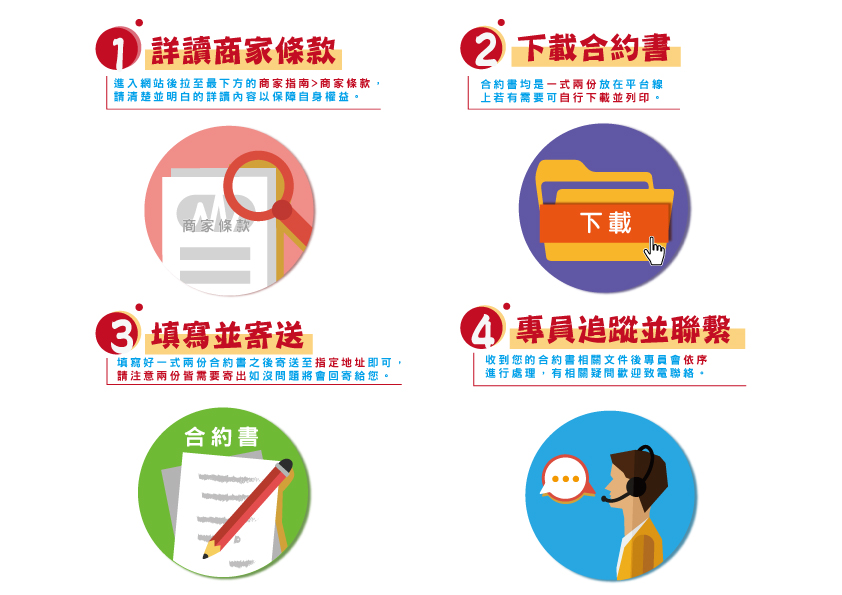 1 詳讀商家條款
進入網站後拉至最下方的商家指南>商家條款，
請清楚並明白的詳讀內容以保障自身權益。
商家條款
2 下載合約書
合約書均是一式兩份放在平台線
上若有需要可自行下載並列印。
下載
3 填寫並寄送
填寫好一式兩份合約書之後寄送至指定地址即可，
請注意兩份皆需要寄出如沒問題將會回寄給您。
合約書
4 專員追蹤並聯繫
收到您的合約書相關文件後專員會依序
進行處理，有相關疑問歡迎致電聯絡。